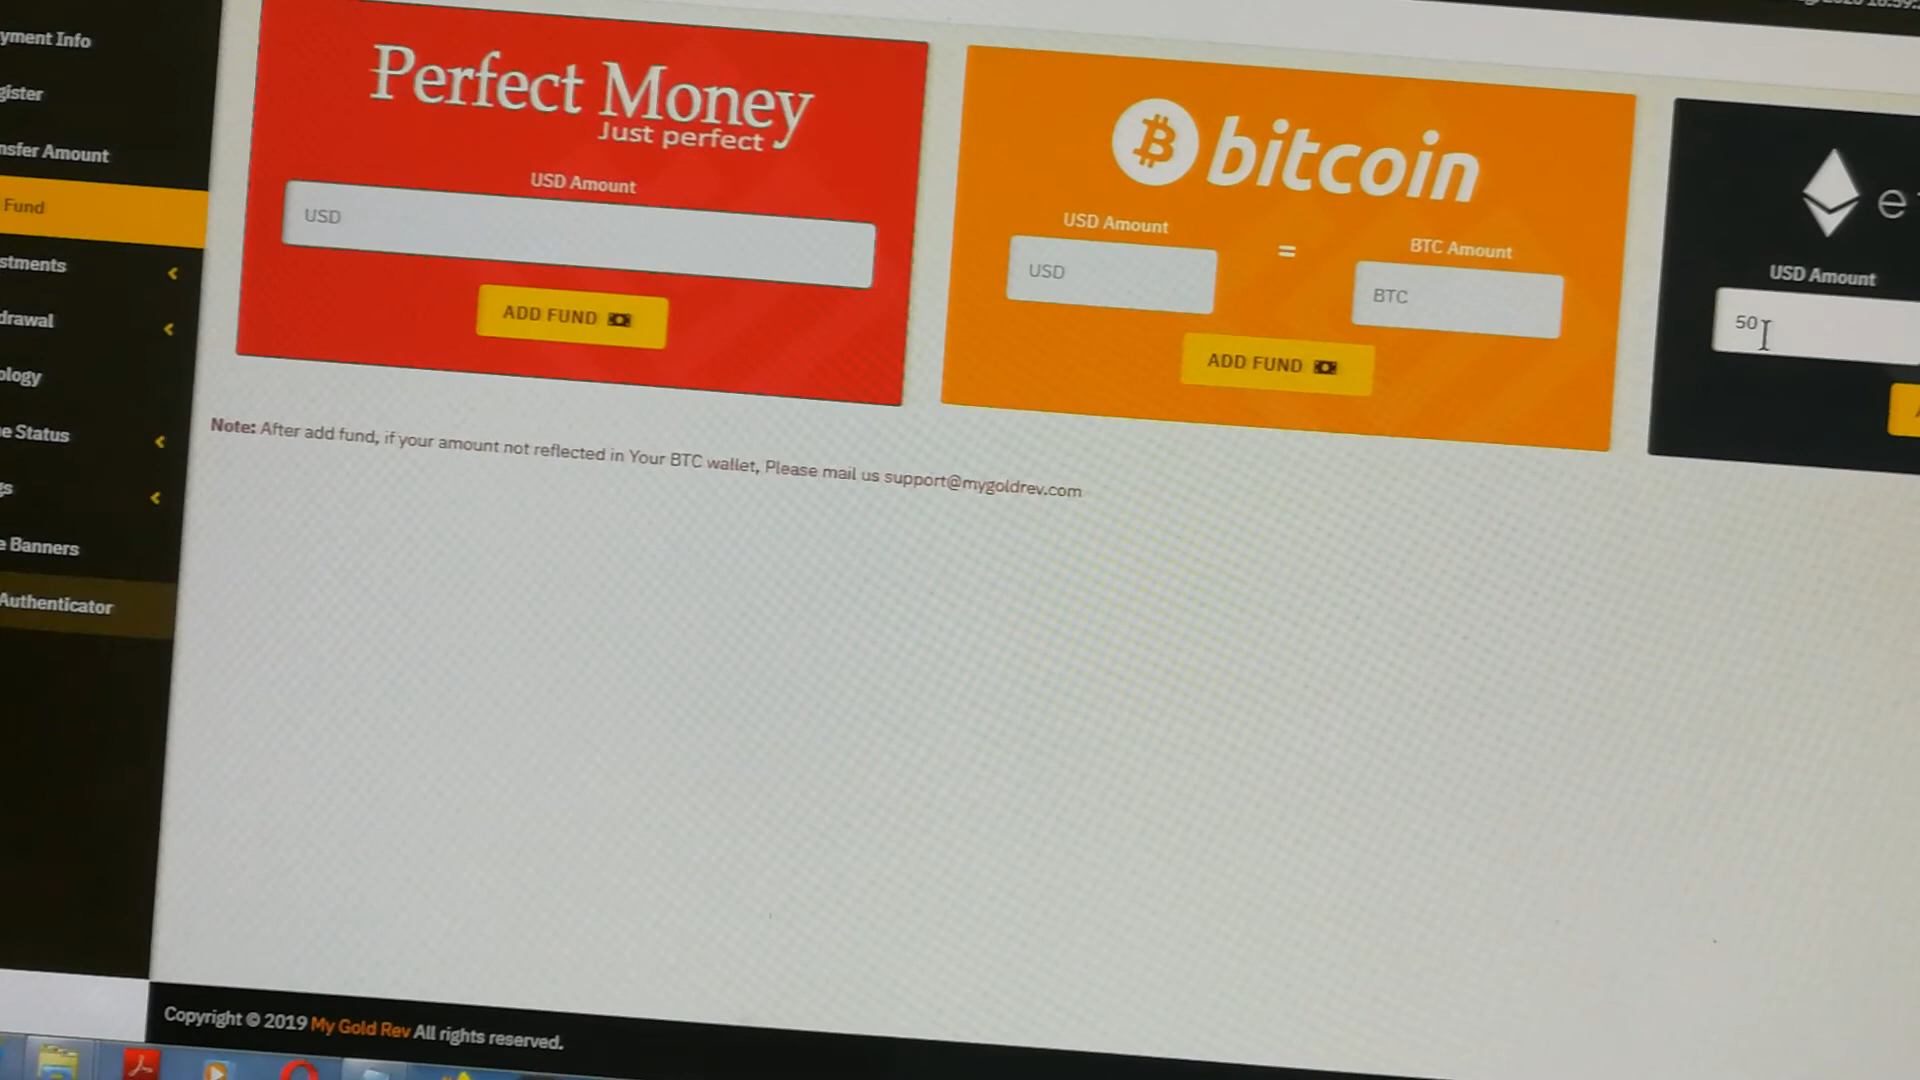 yment Info
gister
nsfer Amount
Fund
stments
drawal
ology
e Status
gs
e Banners
Authenticator
Perfect Money
Just perfect
USD Amount
USD
ADD FUND
bitcoin
USD Amount
=
BTC Amount
USD
BTC
ADD FUND
e
USD Amount
50
Note: After add fund, if your amount not reflected in Your BTC wallet, Please mail us support@mygoldrev.com
Copyright © 2019 My Gold Rev All rights reserved.